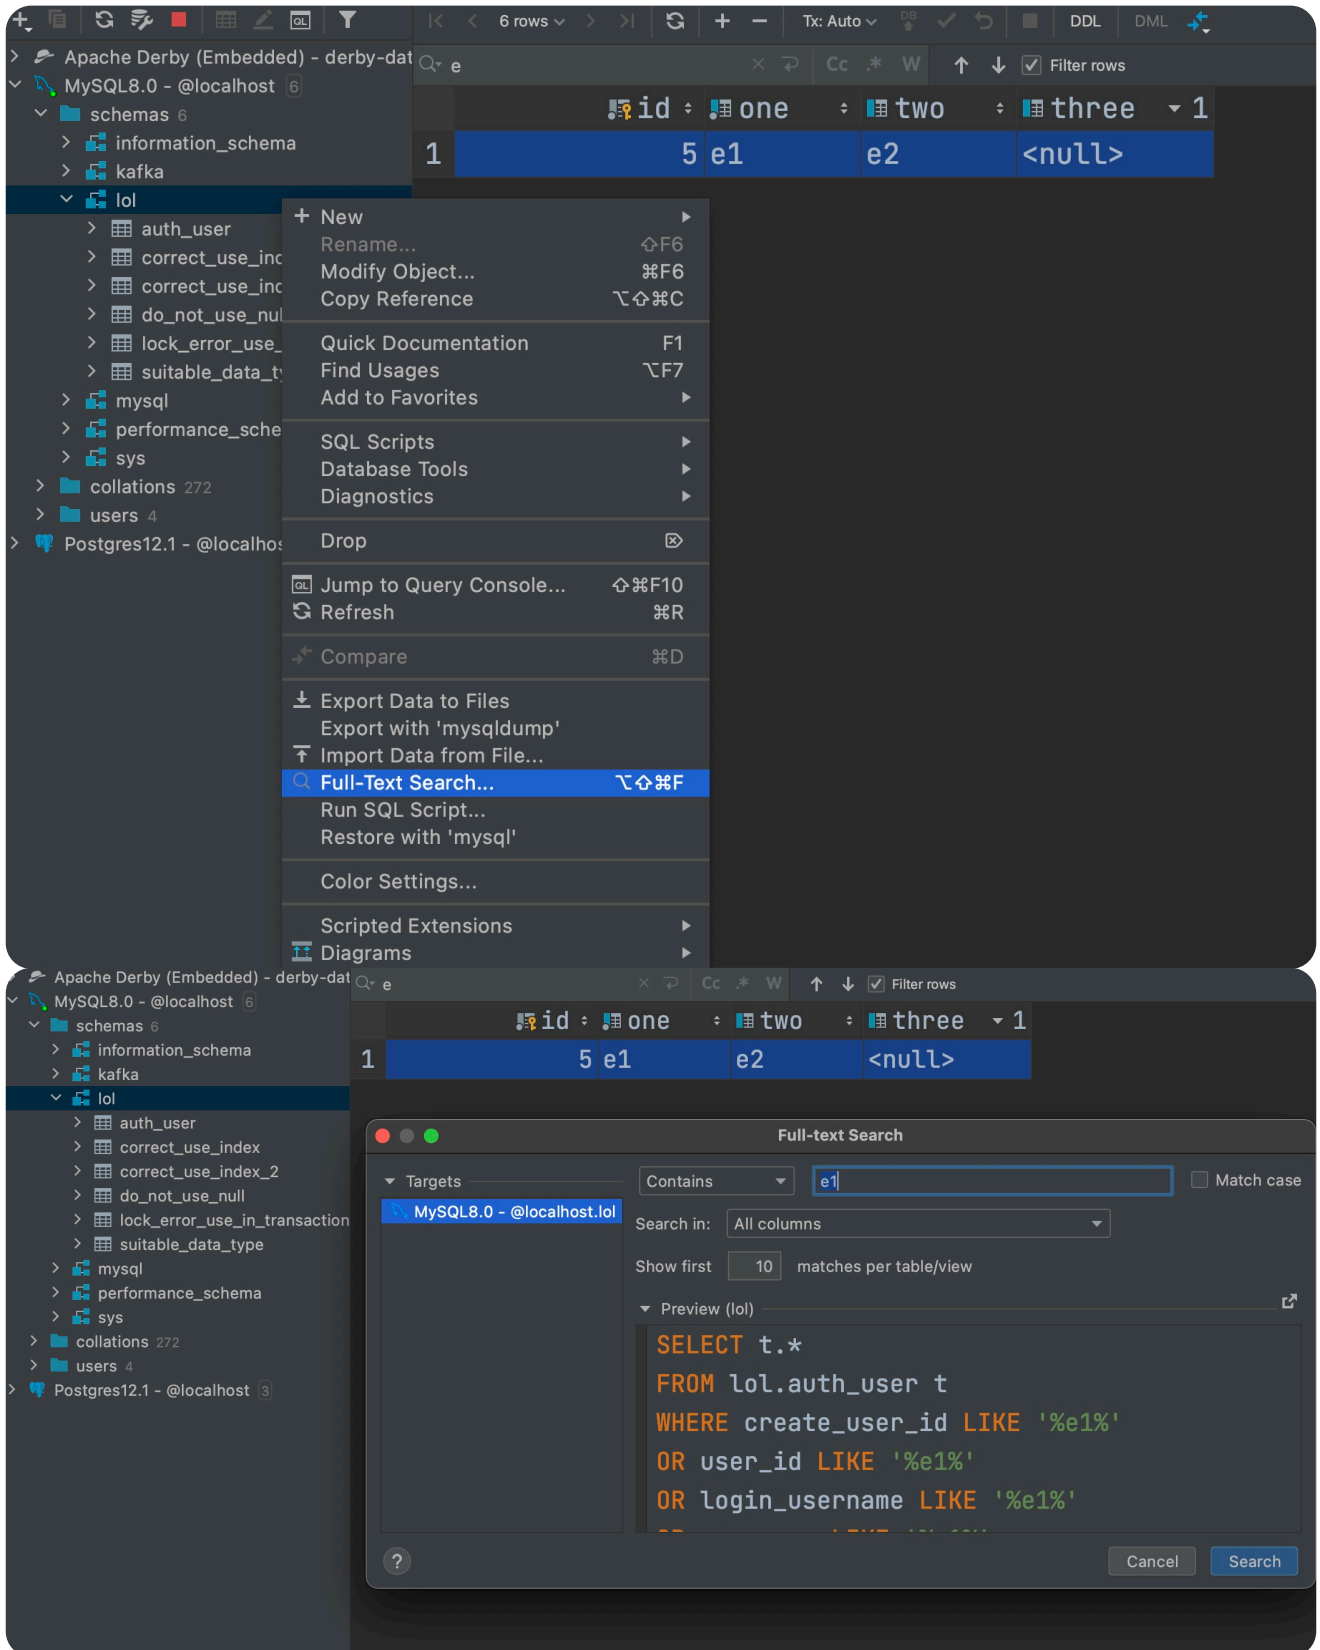 6 rows Tx: Auto DDL DML
Apache Derby (Embedded) - derby-dat
e Cc .* W Filter rows
MySQL8.0 - @localhost 6
schemas 6
information_schema
kafka
lol
auth_user
correct_use_ind
correct_use_ind
do_not_use_nul
lock_error_use_
suitable_data_ty
mysql
performance_sche
sys
collations 272
users 4
Postgres12.1 - @localhos
id one two three 1
1 5 e1 e2 <null>
New
Rename... ⇧F6
Modify Object... ⌘F6
Copy Reference ⌥⇧⌘C
Quick Documentation F1
Find Usages ⌥F7
Add to Favorites
SQL Scripts
Database Tools
Diagnostics
Drop
Jump to Query Console... ⇧⌘F10
Refresh ⌘R
Compare ⌘D
Export Data to Files
Export with 'mysqldump'
Import Data from File...
Full-Text Search... ⌥⇧⌘F
Run SQL Script...
Restore with 'mysql'
Color Settings...
Scripted Extensions
Diagrams
Apache Derby (Embedded) - derby-dat
e Cc .* W Filter rows
MySQL8.0 - @localhost 6
schemas 6
information_schema
kafka
lol
auth_user
correct_use_index
correct_use_index_2
do_not_use_null
lock_error_use_in_transaction
suitable_data_type
mysql
performance_schema
sys
collations 272
users 4
Postgres12.1 - @localhost 3
id one two three 1
1 5 e1 e2 <null>
Full-text Search
Targets
MySQL8.0 - @localhost.lol
Contains e1 Match case
Search in: All columns
Show first 10 matches per table/view
Preview (lol)
SELECT t.*
FROM lol.auth_user t
WHERE create_user_id LIKE '%e1%'
OR user_id LIKE '%e1%'
OR login_username LIKE '%e1%'
? Cancel Search